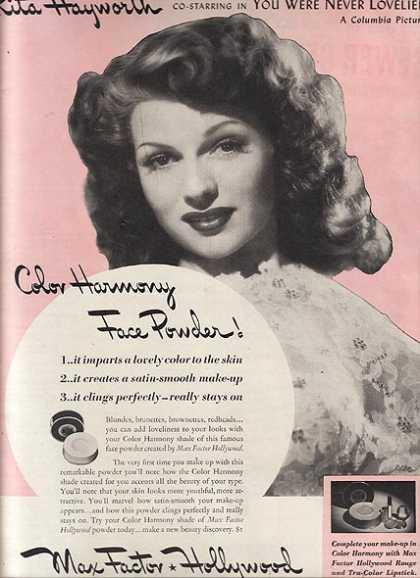 Rita Hayworth CO-STARRING IN YOU WERE NEVER LOVELIER
A Columbia Pictur
Color Harmony
Face Powder!
1..it imparts a lovely color to the skin
2..it creates a satin-smooth make-up
3..it clings perfectly—really stays on
Blondes, brunettes, brownettes, redheads...
you can add loveliness to your looks with
your Color Harmony shade of this famous
face powder created by Max Factor Hollywood.
The very first time you make up with this
remarkable powder you'll note how the Color Harmony
shade created for you accents all the beauty of your type.
You'll note that your skin looks more youthful, more at-
tractive. You'll marvel how satin-smooth your make-up
appears...and how this powder clings perfectly and really
stays on. Try your Color Harmony shade of Max Factor
Hollywood powder today...make a new beauty discovery. $1
Max Factor ★ Hollywood
Complete your make-up in
Color Harmony with Max
Factor Hollywood Rouge
and Tru-Color Lipstick.